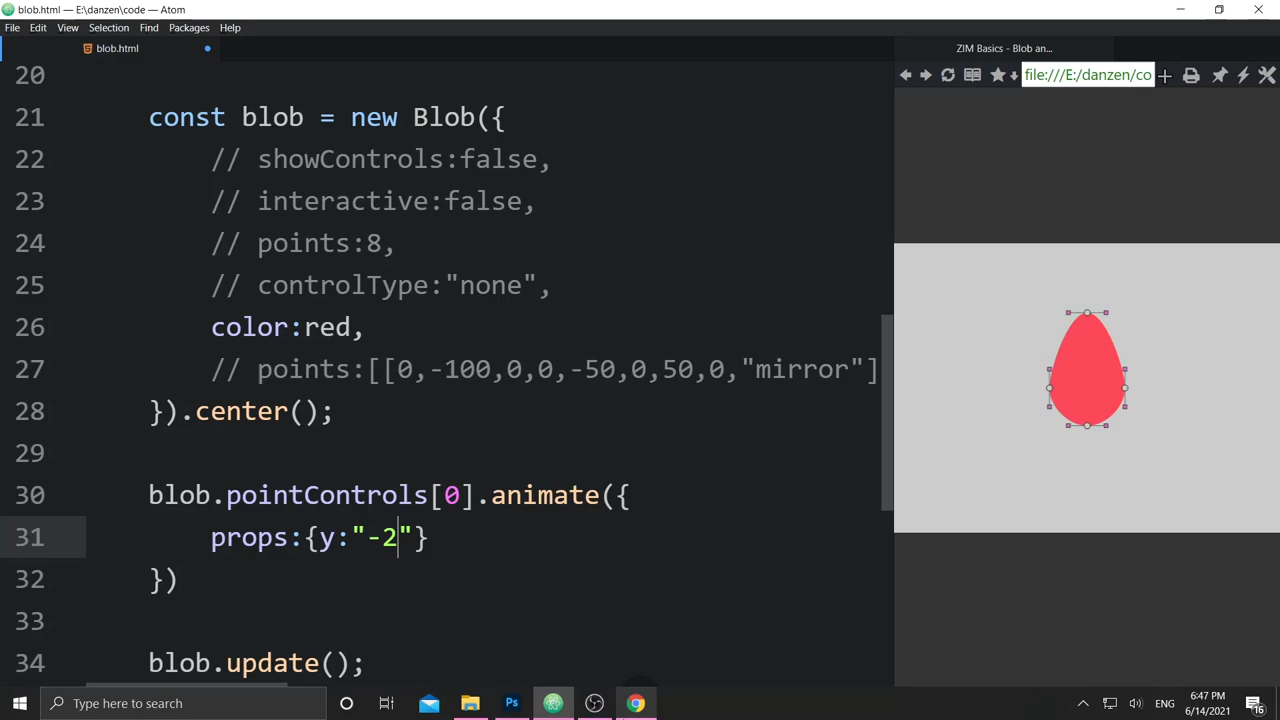 blob.html — E:\danzen\code — Atom
File Edit View Selection Find Packages Help
blob.html
ZIM Basics - Blob an...
file:///E:/danzen/co
20
21 const blob = new Blob({
22 // showControls:false,
23 // interactive:false,
24 // points:8,
25 // controlType:"none",
26 color:red,
27 // points:[[0,-100,0,0,-50,0,50,0,"mirror"]
28 }).center();
29
30 blob.pointControls[0].animate({
31 props:{y:"-2"}
32 })
33
34 blob.update();
Type here to search
Ps
ENG
6:47 PM
6/14/2021
16